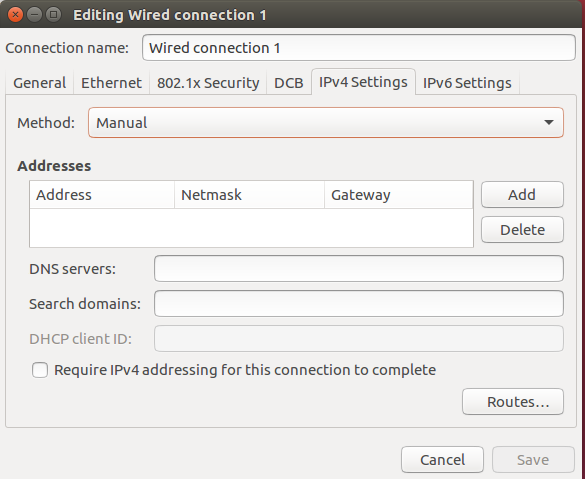 Editing Wired connection 1
Connection name: Wired connection 1
General Ethernet 802.1x Security DCB IPv4 Settings IPv6 Settings
Method: Manual
Addresses
Address Netmask Gateway Add
Delete
DNS servers:
Search domains:
DHCP client ID:
Require IPv4 addressing for this connection to complete
Routes…
Cancel Save